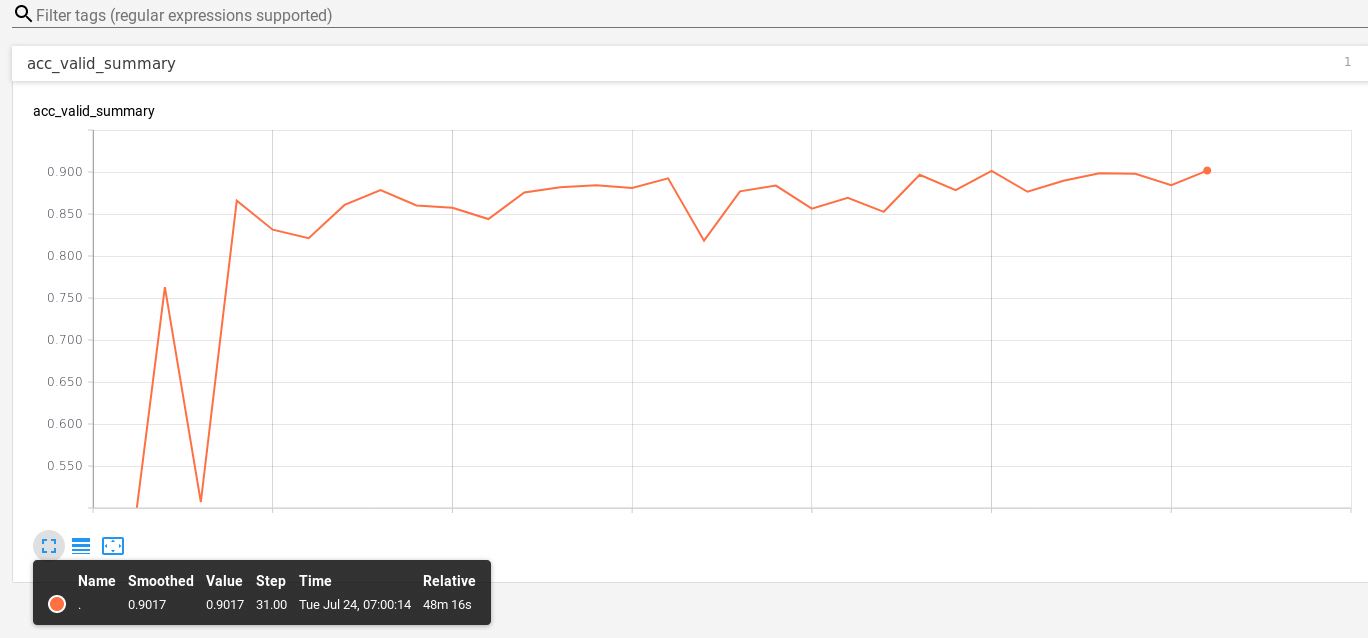 Filter tags (regular expressions supported)
acc_valid_summary 1
acc_valid_summary
0.900
0.850
0.800
0.750
0.700
0.650
0.600
0.550
Name Smoothed Value Step Time Relative
. 0.9017 0.9017 31.00 Tue Jul 24, 07:00:14 48m 16s